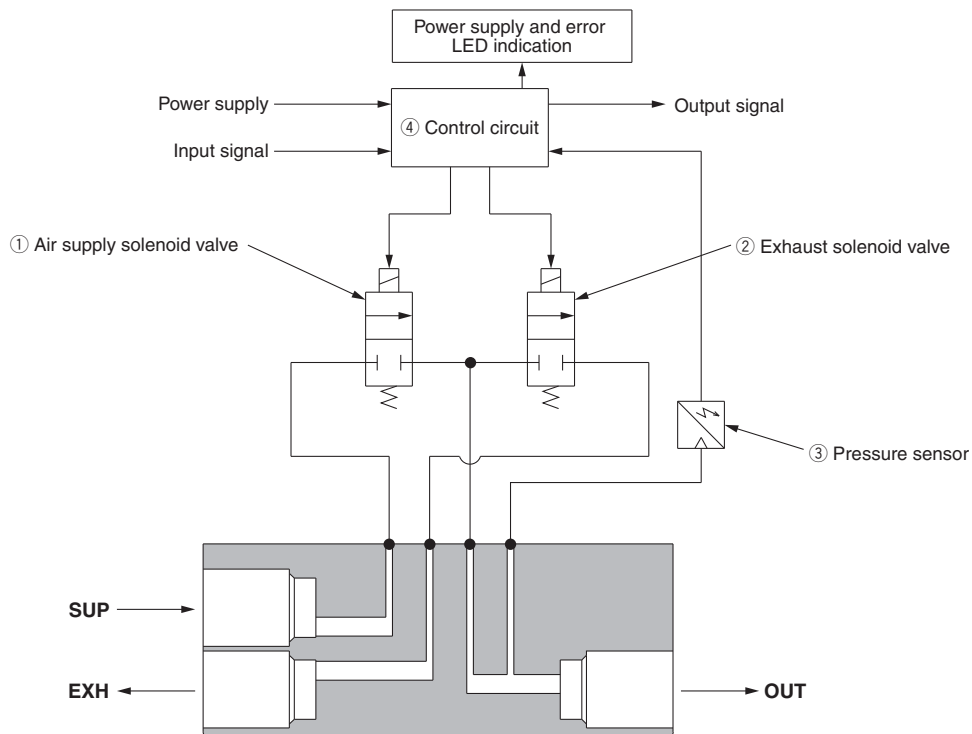 Power supply and error
LED indication
Power supply
Output signal
④ Control circuit
Input signal
① Air supply solenoid valve
② Exhaust solenoid valve
③ Pressure sensor
SUP
EXH
OUT